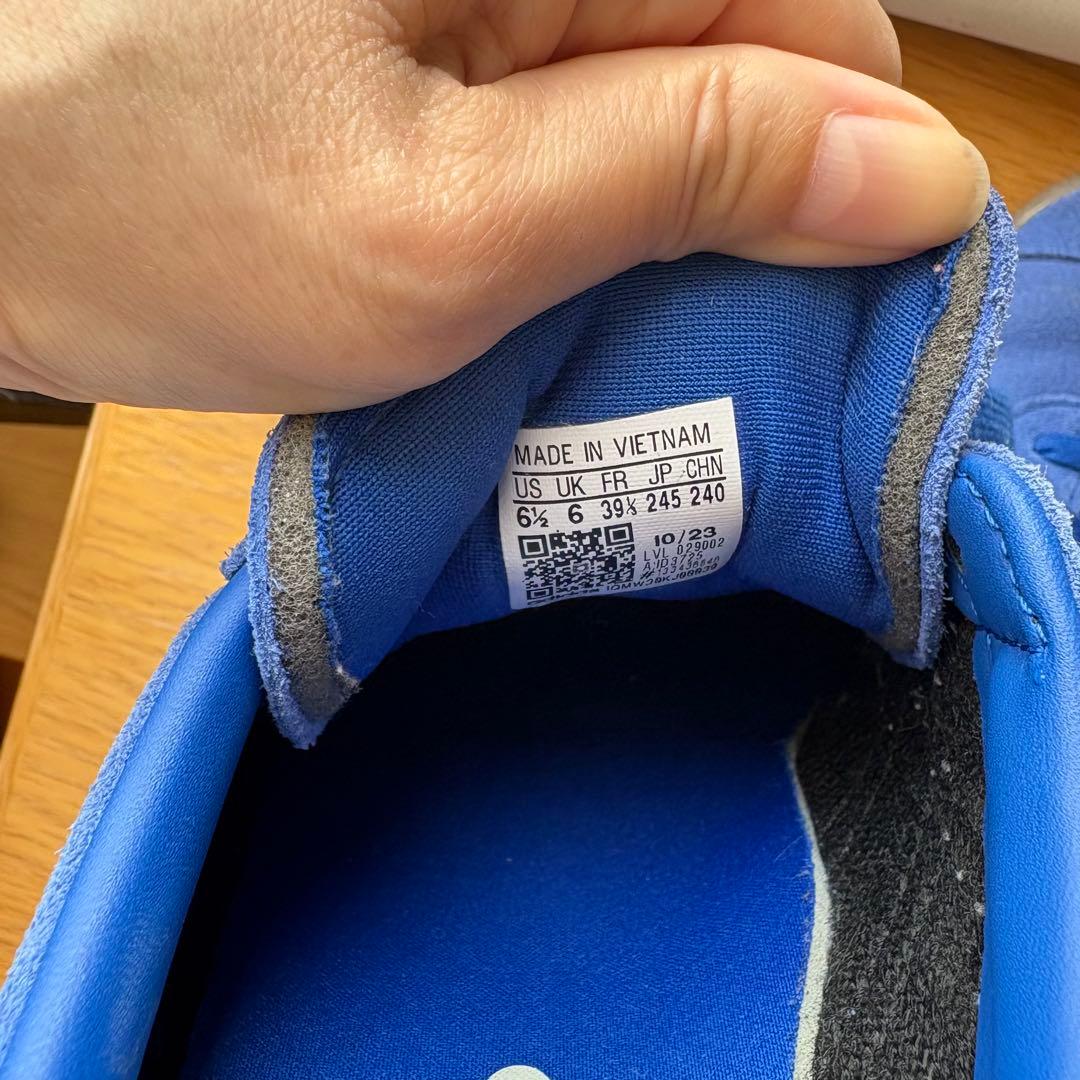 MADE IN VIETNAM
US UK FR JP CHN
6½ 6 39⅓ 245 240
10/23
LVL 029002